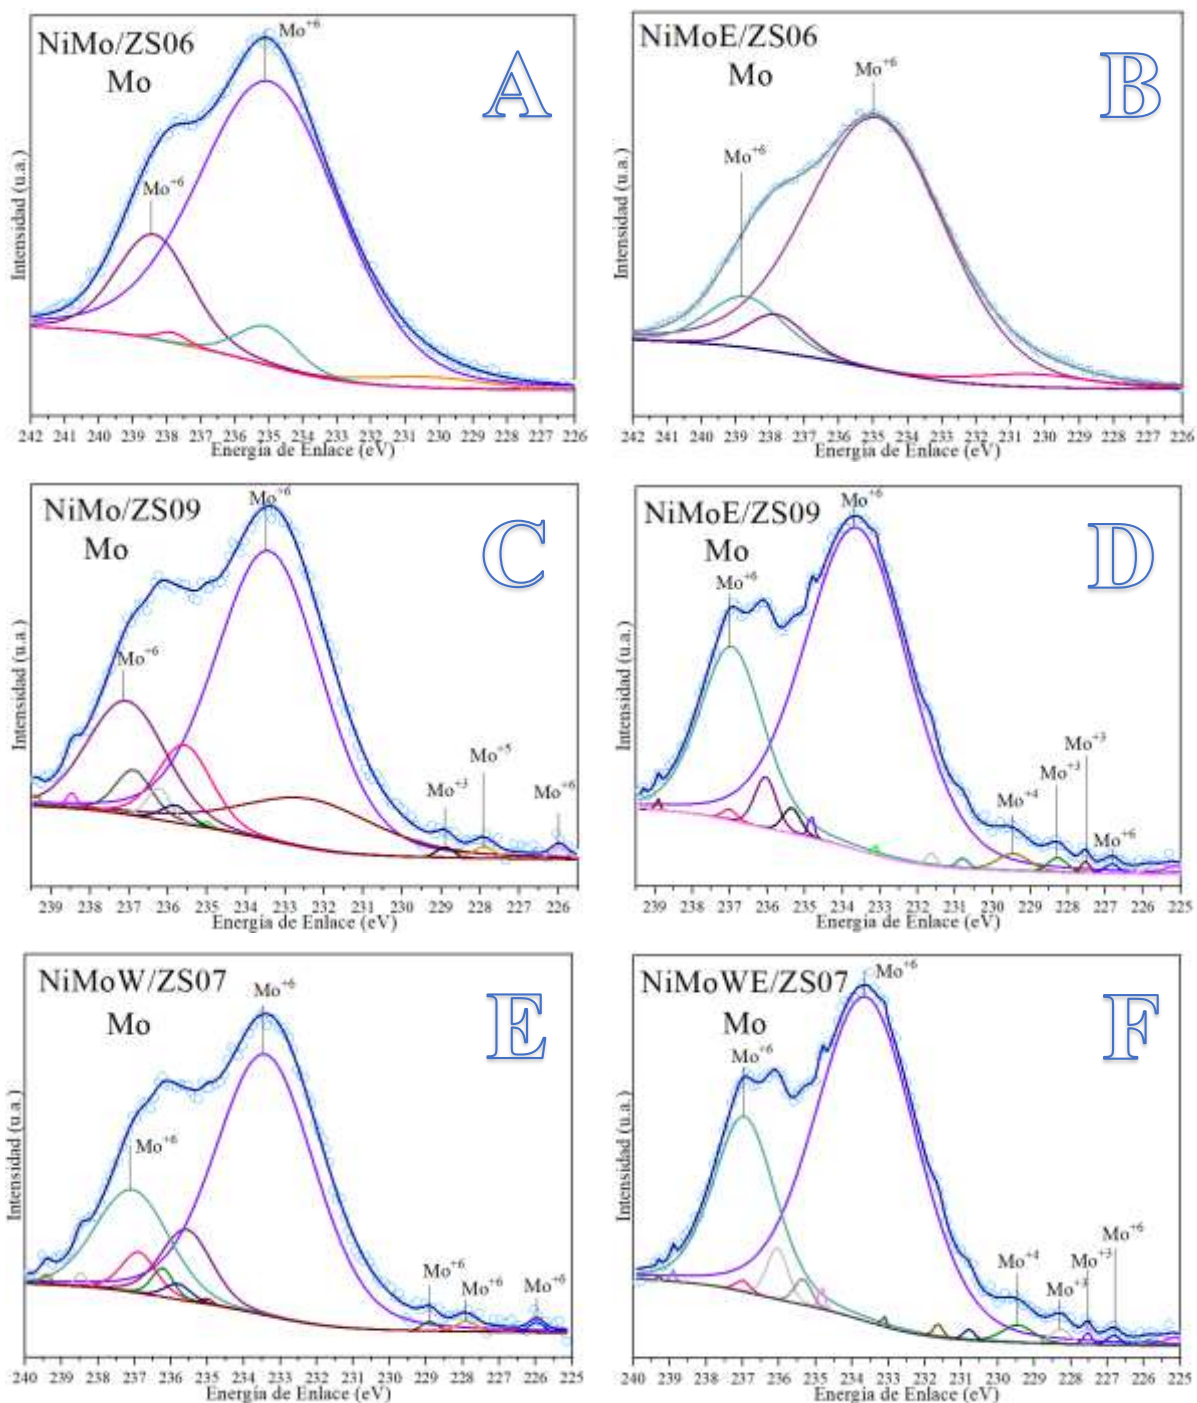 NiMo/ZS06
Mo
Mo+6
Mo+6
A
Intensidad (u.a.)
242 241 240 239 238 237 236 235 234 233 232 231 230 229 228 227 226
Energía de Enlace (eV)
NiMoE/ZS06
Mo
Mo+6
Mo+6
B
Intensidad (u.a.)
242 241 240 239 238 237 236 235 234 233 232 231 230 229 228 227 226
Energía de Enlace (eV)
NiMo/ZS09
Mo
Mo+6
Mo+6
Mo+3
Mo+5
Mo+6
C
Intensidad (u.a.)
239 238 237 236 235 234 233 232 231 230 229 228 227 226
Energía de Enlace (eV)
NiMoE/ZS09
Mo
Mo+6
Mo+6
Mo+4
Mo+3
Mo+3
Mo+6
D
Intensidad (u.a.)
239 238 237 236 235 234 233 232 231 230 229 228 227 226 225
Energía de Enlace (eV)
NiMoW/ZS07
Mo
Mo+6
Mo+6
Mo+6
Mo+6
Mo+6
E
Intensidad (u.a.)
240 239 238 237 236 235 234 233 232 231 230 229 228 227 226 225
Energía de Enlace (eV)
NiMoWE/ZS07
Mo
Mo+6
Mo+6
Mo+4
Mo+3
Mo+3
Mo+6
F
Intensidad (u.a.)
240 239 238 237 236 235 234 233 232 231 230 229 228 227 226 225
Energía de Enlace (eV)